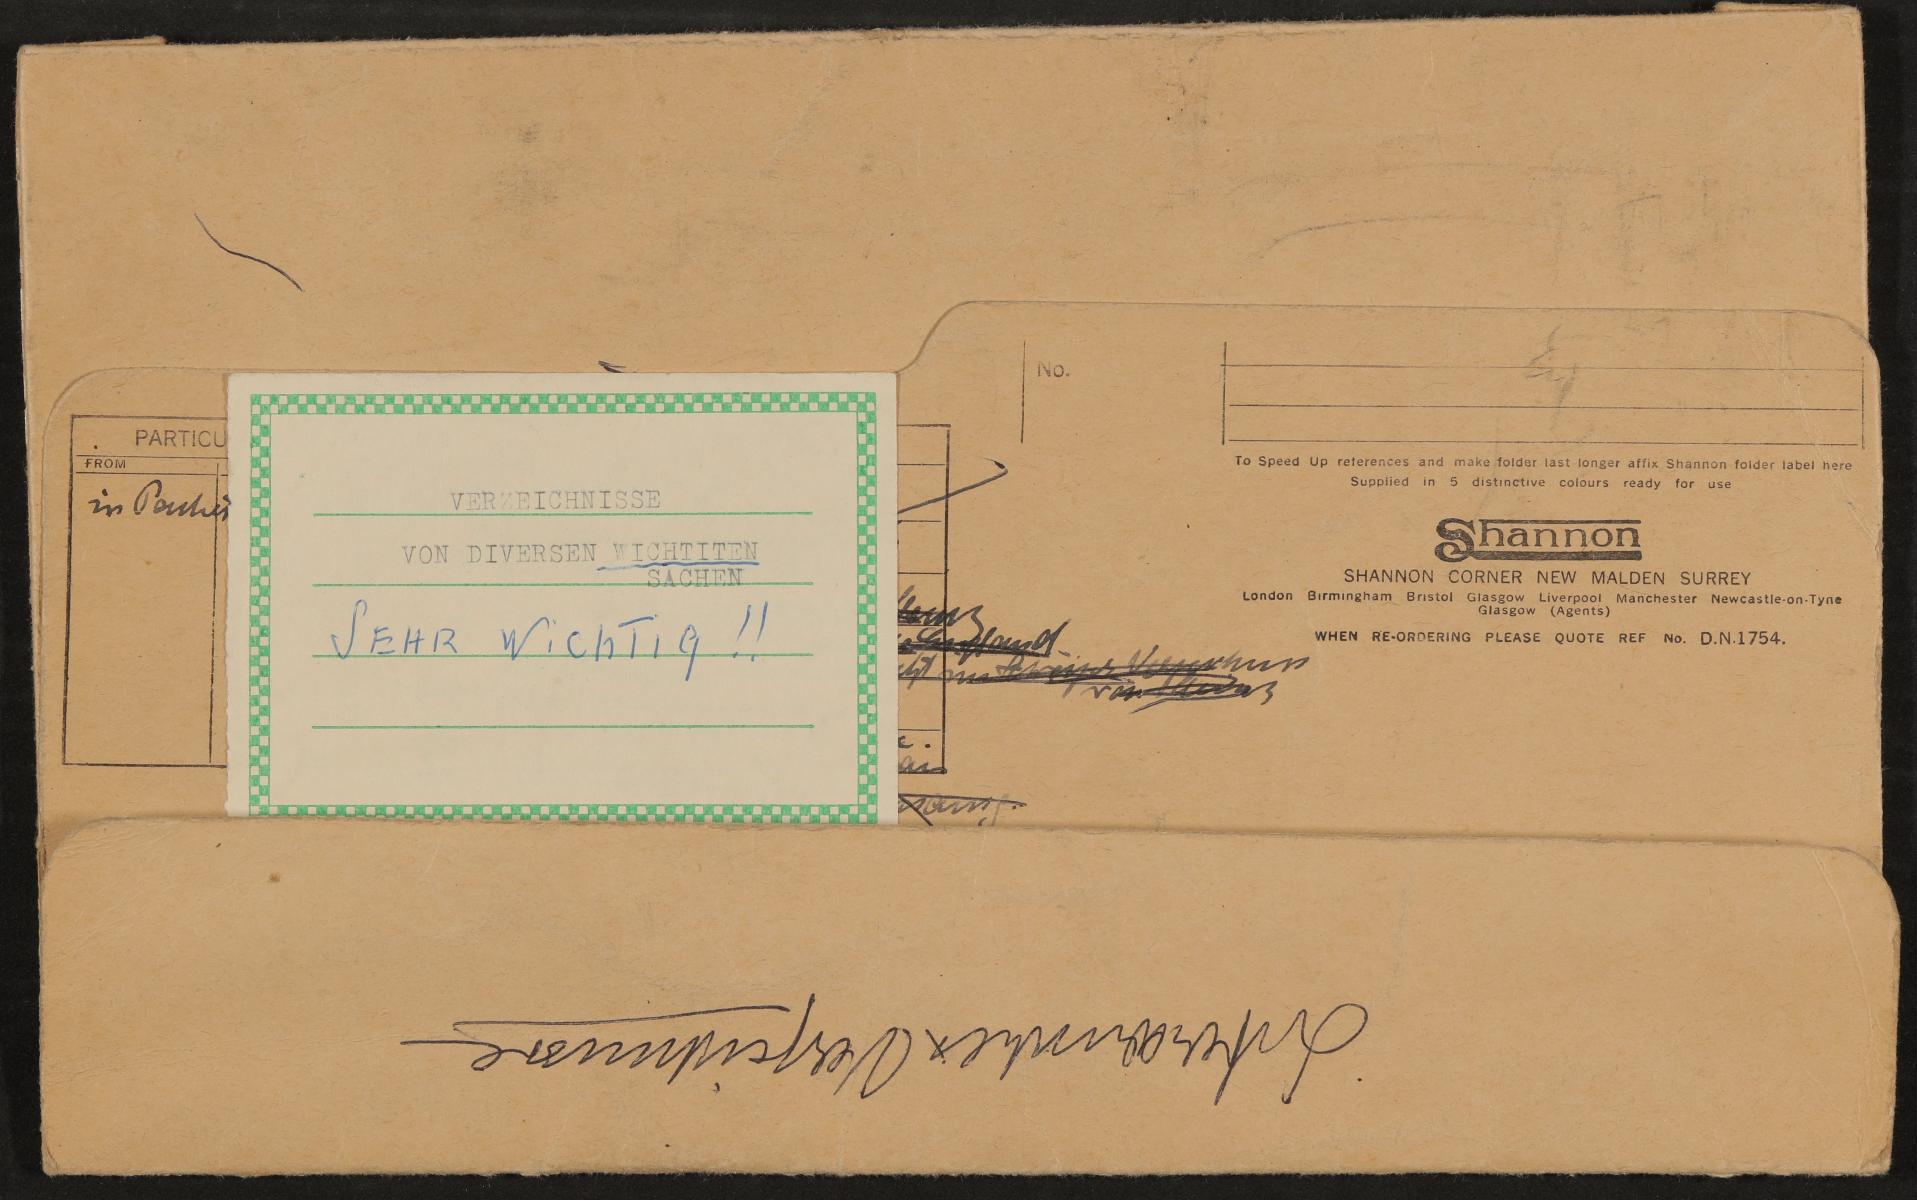 No.
PARTICU
FROM
in
To Speed Up references and make folder last longer affix Shannon folder label here
Supplied in 5 distinctive colours ready for use
Shannon
SHANNON CORNER NEW MALDEN SURREY
London Birmingham Bristol Glasgow Liverpool Manchester Newcastle-on-Tyne
Glasgow (Agents)
WHEN RE-ORDERING PLEASE QUOTE REF No. D.N.1754.
VERZEICHNISSE
VON DIVERSEN WICHTITEN
SACHEN
SEHR WICHTIG !!
von
Literarische Verzeichnisse